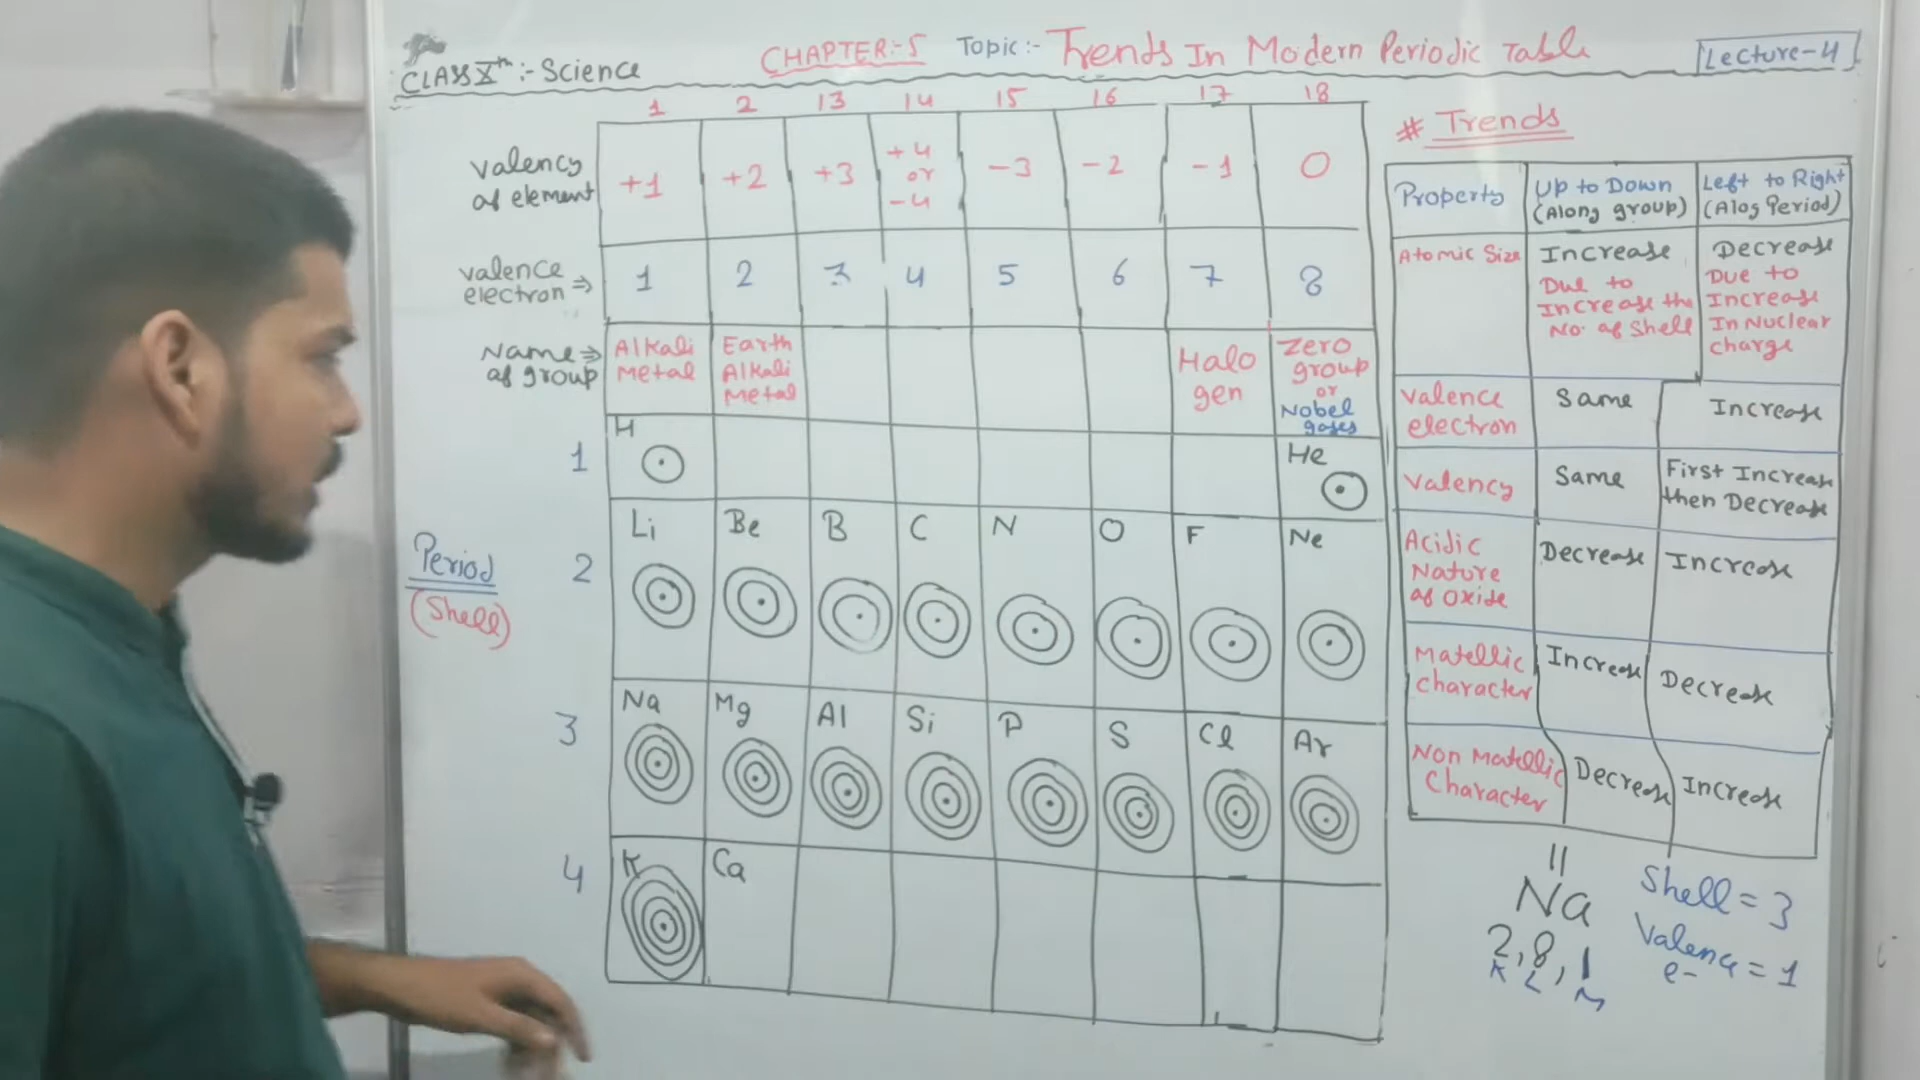 CLASS Xth:- Science
CHAPTER:-5 Topic:- Trends In Modern Periodic Table
Lecture-4
1 2 13 14 15 16 17 18
Valency of element
+1 +2 +3 +4 or -4 -3 -2 -1 0
valence electron ⇒
1 2 3 4 5 6 7 8
Name ⇒ of group
Alkali Metal
Earth Alkali Metal
Halo gen
Zero group or Nobel gases
1 H He
Period
(Shell)
2 Li Be B C N O F Ne
3 Na Mg Al Si P S Cl Ar
4 K Ca
# Trends
Property
Up to Down (Along group)
Left to Right (Alog Period)
Atomic Size
Increase
Due to
Increase the
No. of Shell
Decrease
Due to
Increase
In Nuclear
charge
Valence electron
Same
Increase
Valency
Same
First Increase
then Decrease
Acidic
Nature
of Oxide
Decrease
Increase
Matellic
character
Increase
Decrease
Non Matellic
Character
Decrease
Increase
11
Na
2, 8, 1
K L M
Shell = 3
Valence e- = 1